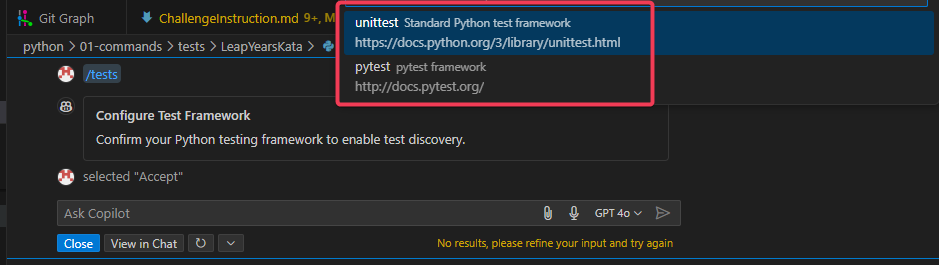 Git Graph
ChallengeInstruction.md 9+, M
unittest Standard Python test framework
https://docs.python.org/3/library/unittest.html
pytest pytest framework
http://docs.pytest.org/
python > 01-commands > tests > LeapYearsKata >
/tests
Configure Test Framework
Confirm your Python testing framework to enable test discovery.
selected "Accept"
Ask Copilot
GPT 4o
Close
View in Chat
No results, please refine your input and try again